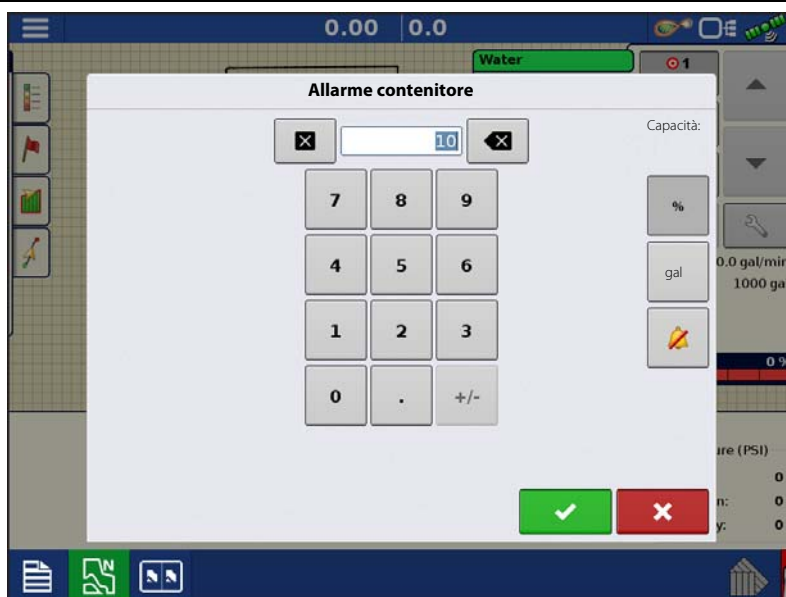 0.00 0.0
Water
1
Allarme contenitore
10
Capacità:
7 8 9
%
4 5 6
gal
0.0 gal/min
1000 ga
1 2 3
0 %
0 . +/-
ure (PSI)
0
n: 0
y: 0
N